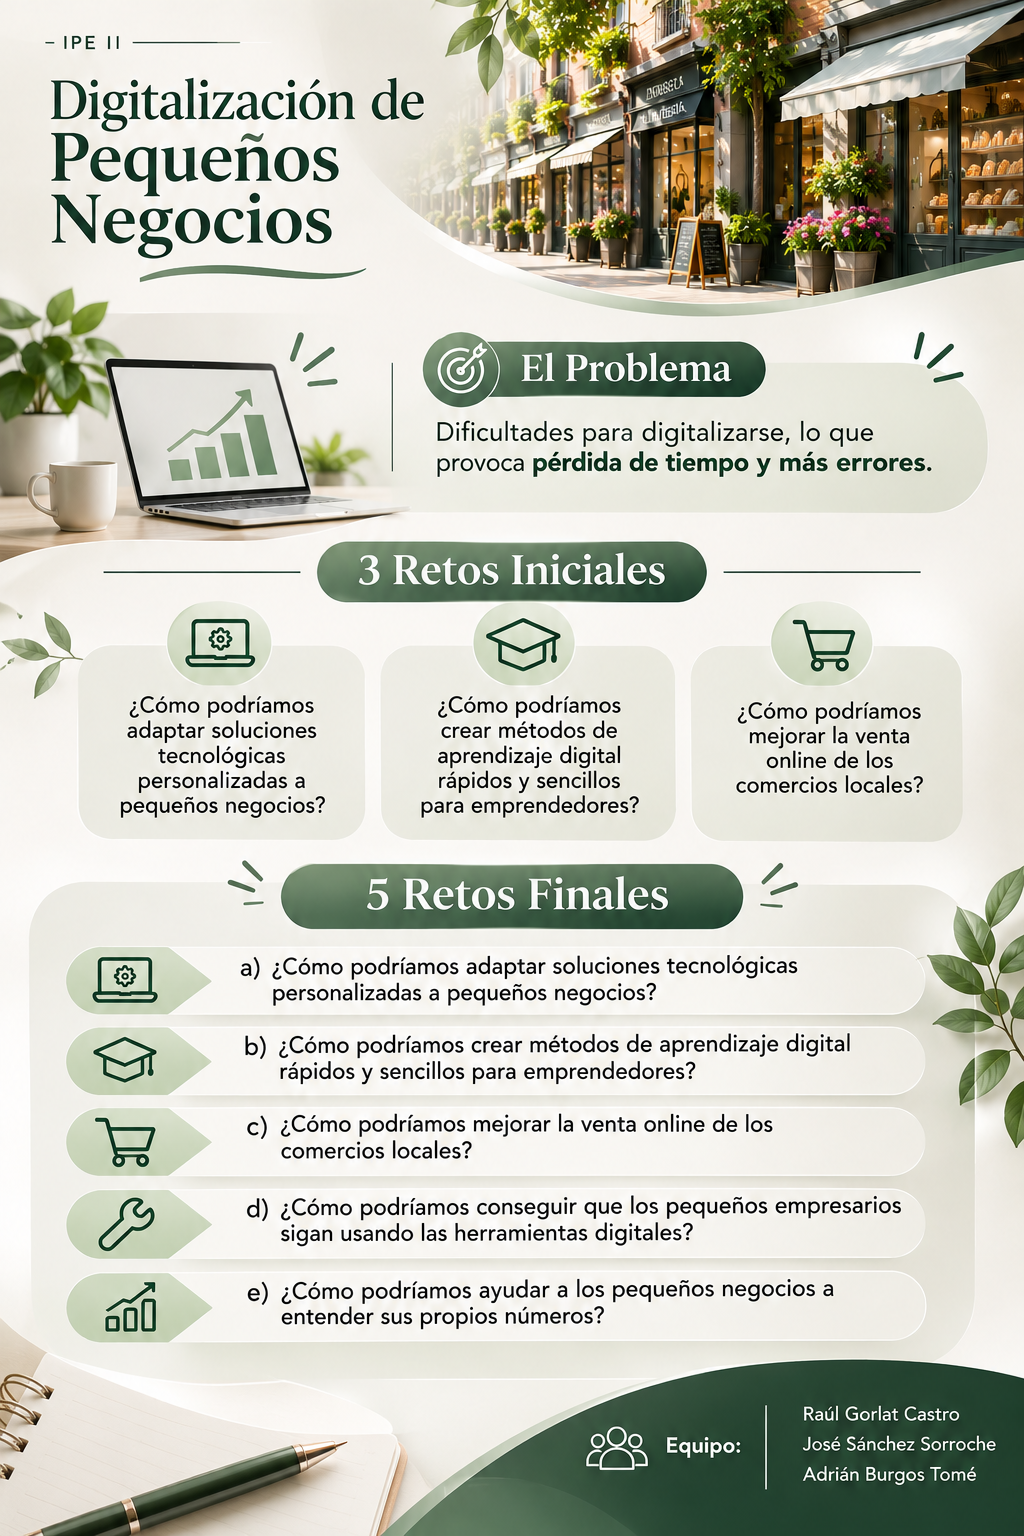 IPE II
Digitalización de
Pequeños
Negocios
El Problema
Dificultades para digitalizarse, lo que
provoca pérdida de tiempo y más errores.
3 Retos Iniciales
¿Cómo podríamos
adaptar soluciones
tecnológicas
personalizadas a
pequeños negocios?
¿Cómo podríamos
crear métodos de
aprendizaje digital
rápidos y sencillos
para emprendedores?
¿Cómo podríamos
mejorar la venta
online de los
comercios locales?
5 Retos Finales
a) ¿Cómo podríamos adaptar soluciones tecnológicas
personalizadas a pequeños negocios?
b) ¿Cómo podríamos crear métodos de aprendizaje digital
rápidos y sencillos para emprendedores?
c) ¿Cómo podríamos mejorar la venta online de los
comercios locales?
d) ¿Cómo podríamos conseguir que los pequeños empresarios
sigan usando las herramientas digitales?
e) ¿Cómo podríamos ayudar a los pequeños negocios a
entender sus propios números?
Equipo:
Raúl Gorlat Castro
José Sánchez Sorroche
Adrián Burgos Tomé